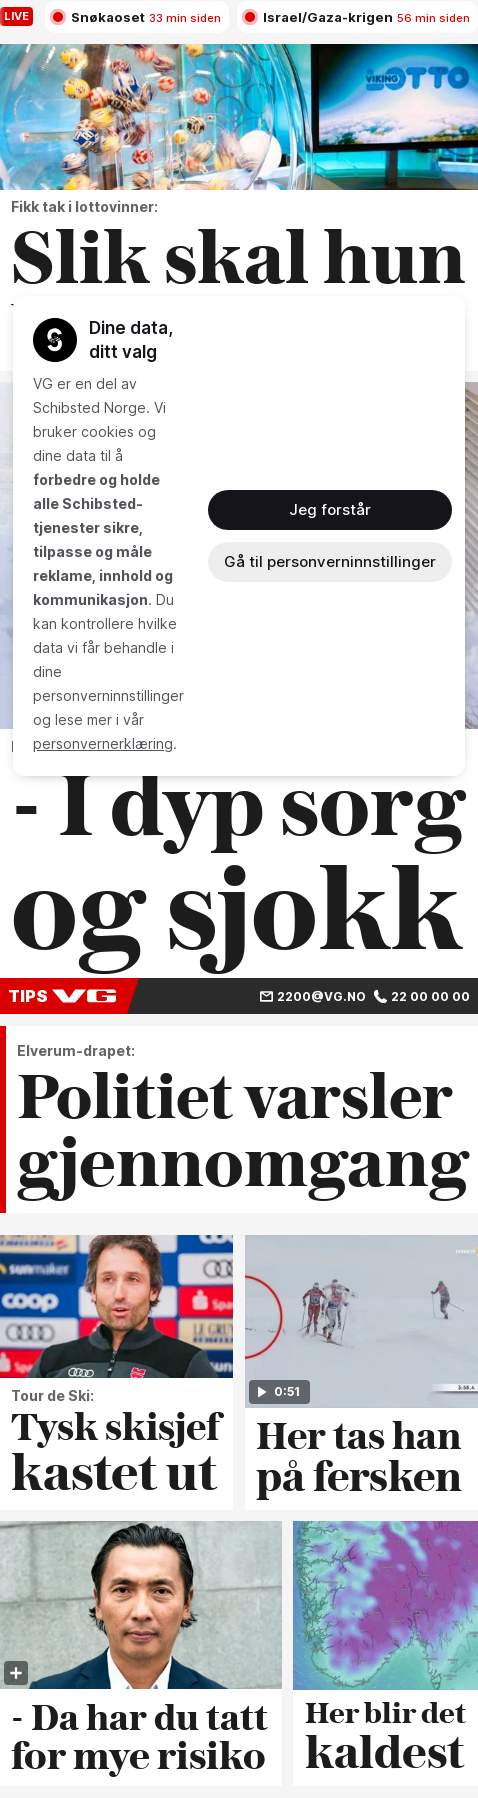 LIVE
Snøkaoset 33 min siden
Israel/Gaza-krigen 56 min siden
VIKING LOTTO
Fikk tak i lottovinner:
Slik skal hun
Dine data,
ditt valg
VG er en del av
Schibsted Norge. Vi
bruker cookies og
dine data til å
forbedre og holde
alle Schibsted-
tjenester sikre,
tilpasse og måle
reklame, innhold og
kommunikasjon. Du
kan kontrollere hvilke
data vi får behandle i
dine
personverninnstillinger
og lese mer i vår
personvernerklæring.
Jeg forstår
Gå til personverninnstillinger
- I dyp sorg
og sjokk
TIPS VG
2200@VG.NO
22 00 00 00
Elverum-drapet:
Politiet varsler
gjennomgang
sunmaker
coop
coop
Tour de Ski:
Tysk skisjef
kastet ut
3:58.4
0:51
Her tas han
på fersken
- Da har du tatt
for mye risiko
Her blir det
kaldest